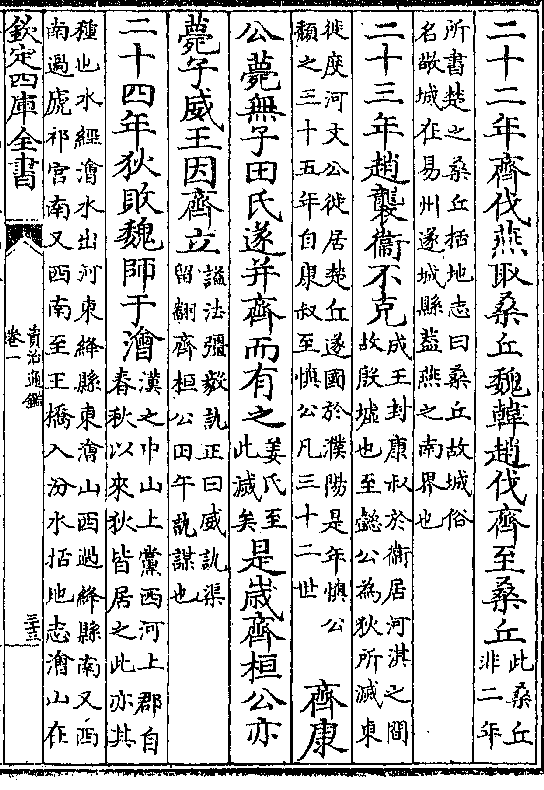 二十二年齊伐燕取桑丘魏韓趙伐齊至桑丘此桑丘
非二年
所書楚之桑丘括地志曰桑丘故城俗
名敬城在易州遂城縣葢燕之南界也
二十三年趙襲衞不克成王封康叔於衞居河淇之間
故殷墟也至懿公為狄所滅東
徙度河文公徙居楚丘遂國於濮陽是年慎公
頽之三十五年自康叔至慎公凡三十二世
齊康
公薨無子田氏遂并齊而有之姜氏至
此滅矣
是歲齊桓公亦
薨子威王因齊立諡法彊毅訅正曰威訅渠
留翻齊桓公田午訅謀也
二十四年狄敗魏師于澮漢之中山上黨西河上郡自
春秋以來狄皆居之此亦其
種也水經澮水出河東絳縣東澮山西過絳縣南又西
南過虒祁宫南又西南至王橋入汾水括地志澮山在
欽定四庫全書
資治通鑑
卷一